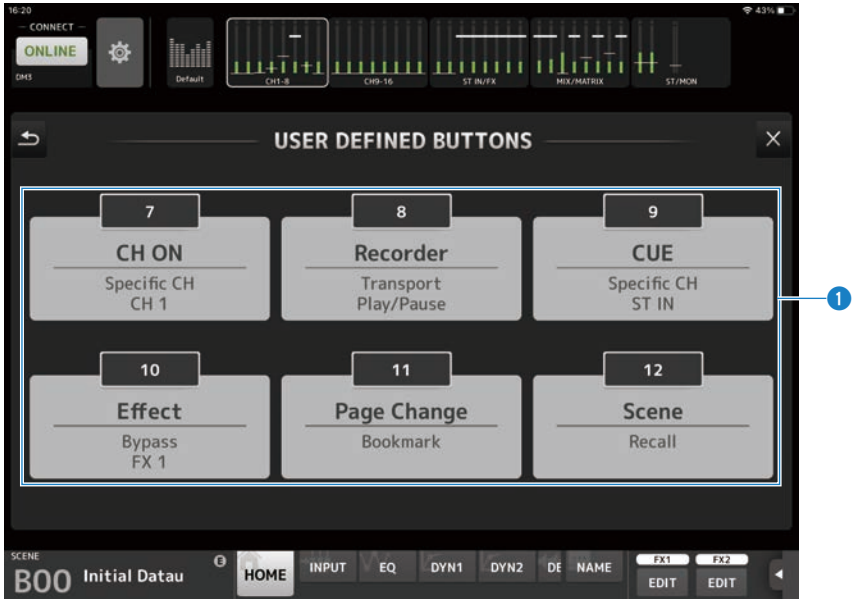 16:20
43%
CONNECT
ONLINE
DM3
Default
CH1-8
CH9-16
ST IN/FX
MIX/MATRIX
ST/MON
USER DEFINED BUTTONS
7
CH ON
Specific CH
CH 1
8
Recorder
Transport
Play/Pause
9
CUE
Specific CH
ST IN
1
10
Effect
Bypass
FX 1
11
Page Change
Bookmark
12
Scene
Recall
SCENE
B00 Initial Datau E
HOME
INPUT
EQ
DYN1
DYN2
DE
NAME
FX1
EDIT
FX2
EDIT